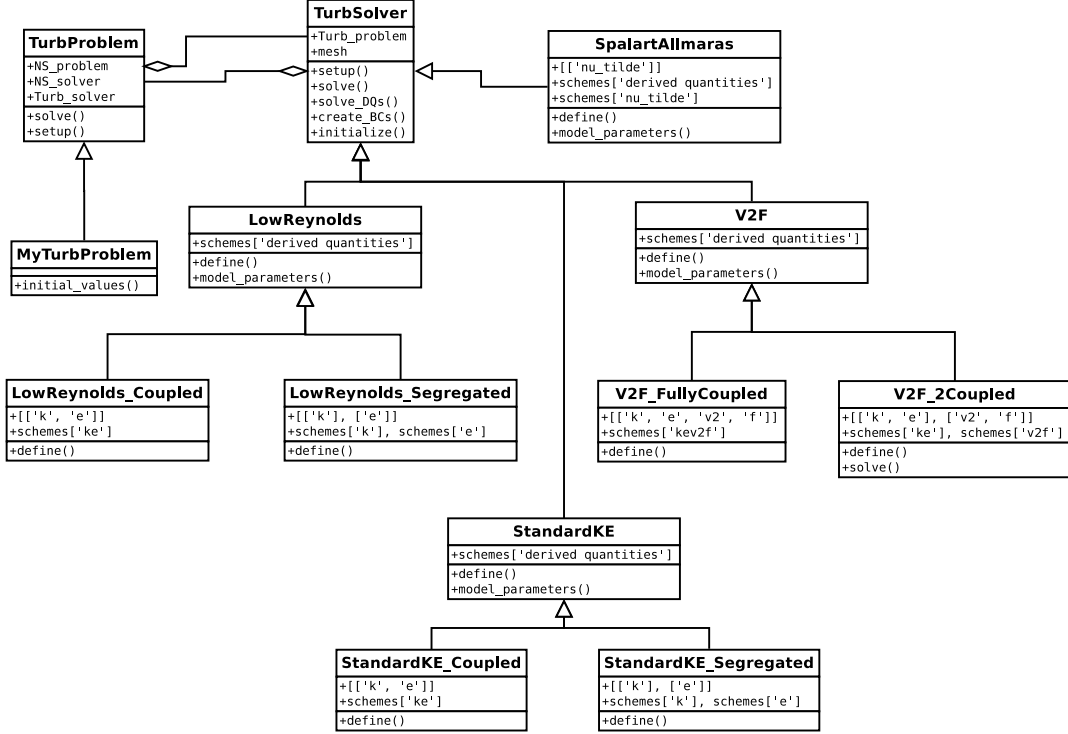 TurbProblem
+NS_problem
+NS_solver
+Turb_solver
+solve()
+setup()
TurbSolver
+Turb_problem
+mesh
+setup()
+solve()
+solve_DQs()
+create_BCs()
+initialize()
SpalartAllmaras
+[['nu_tilde']]
+schemes['derived quantities']
+schemes['nu_tilde']
+define()
+model_parameters()
MyTurbProblem
+initial_values()
LowReynolds
+schemes['derived quantities']
+define()
+model_parameters()
V2F
+schemes['derived quantities']
+define()
+model_parameters()
LowReynolds_Coupled
+[['k', 'e']]
+schemes['ke']
+define()
LowReynolds_Segregated
+[['k'], ['e']]
+schemes['k'], schemes['e']
+define()
V2F_FullyCoupled
+[['k', 'e', 'v2', 'f']]
+schemes['kev2f']
+define()
V2F_2Coupled
+[['k', 'e'], ['v2', 'f']]
+schemes['ke'], schemes['v2f']
+define()
+solve()
StandardKE
+schemes['derived quantities']
+define()
+model_parameters()
StandardKE_Coupled
+[['k', 'e']]
+schemes['ke']
+define()
StandardKE_Segregated
+[['k'], ['e']]
+schemes['k'], schemes['e']
+define()